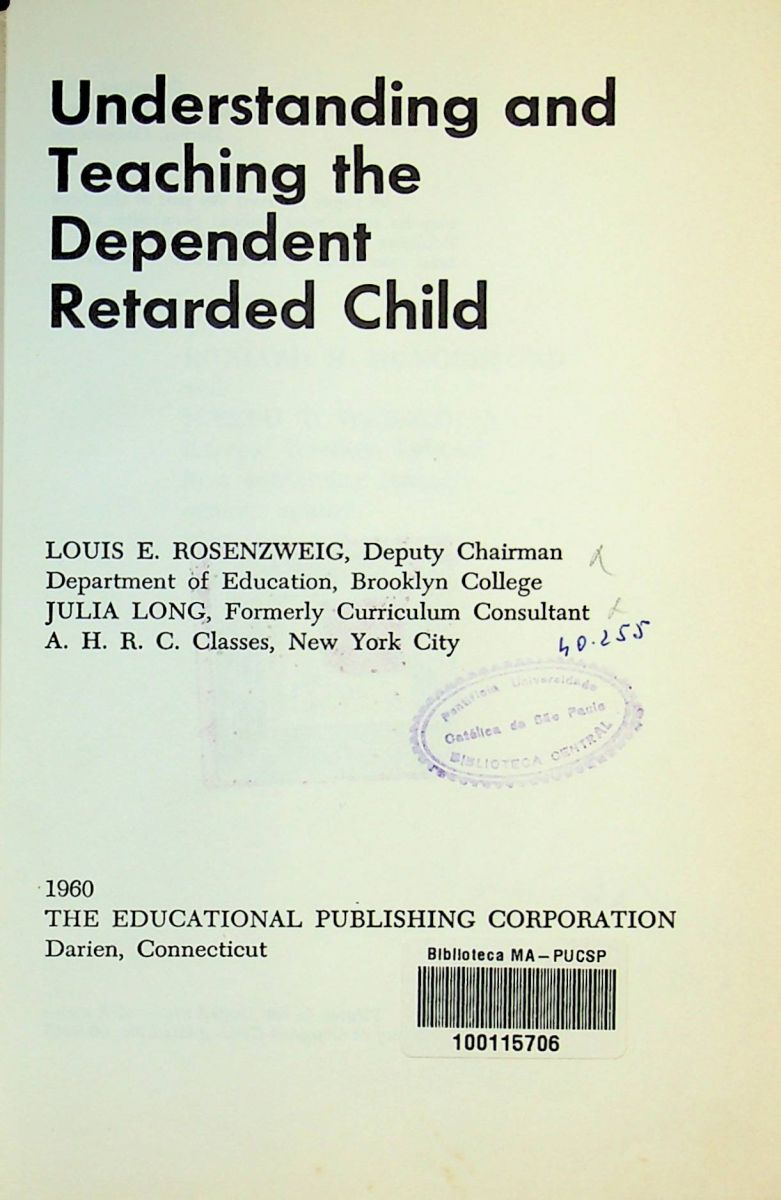 Understanding and
Teaching the
Dependent
Retarded Child
LOUIS E. ROSENZWEIG, Deputy Chairman
Department of Education, Brooklyn College
JULIA LONG, Formerly Curriculum Consultant
A. H. R. C. Classes, New York City
40.255
Pontifícia Universidade
Católica de São Paulo
BIBLIOTECA CENTRAL
1960
THE EDUCATIONAL PUBLISHING CORPORATION
Darien, Connecticut
Biblioteca MA – PUCSP
100115706